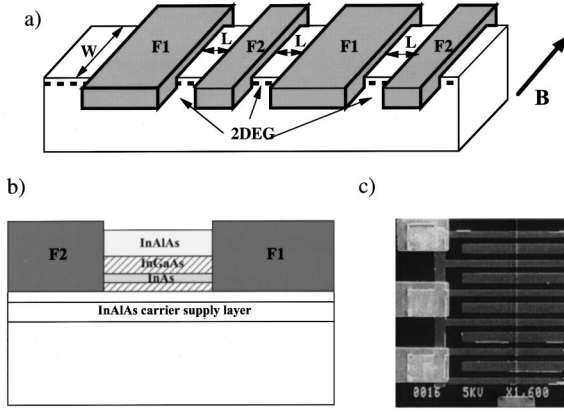 a)
F1 F2 F1 F2
W L L L
2DEG
B
b)
c)
F2 InAlAs F1
InGaAs
InAs
InAlAs carrier supply layer
0016 5KV X1,600